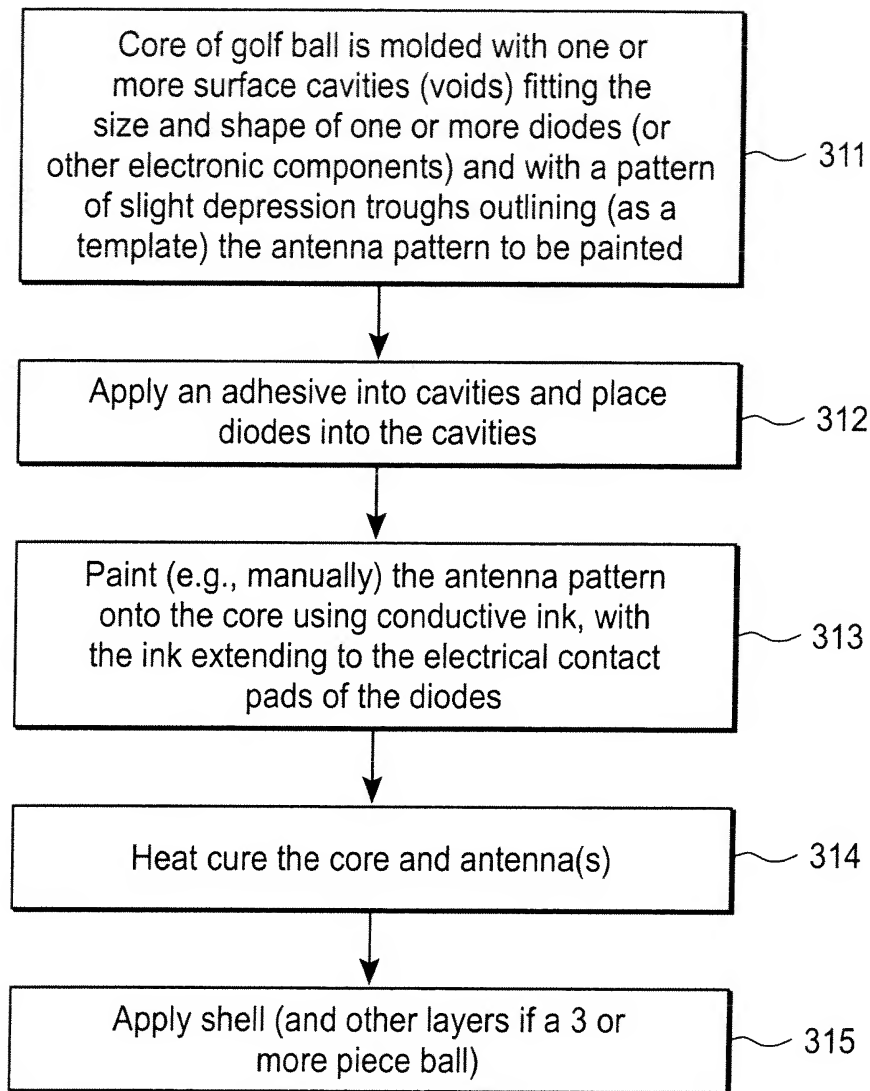 Core of golf ball is molded with one or
more surface cavities (voids) fitting the
size and shape of one or more diodes (or
other electronic components) and with a pattern
of slight depression troughs outlining (as a
template) the antenna pattern to be painted
311
Apply an adhesive into cavities and place
diodes into the cavities
312
Paint (e.g., manually) the antenna pattern
onto the core using conductive ink, with
the ink extending to the electrical contact
pads of the diodes
313
Heat cure the core and antenna(s)
314
Apply shell (and other layers if a 3 or
more piece ball)
315